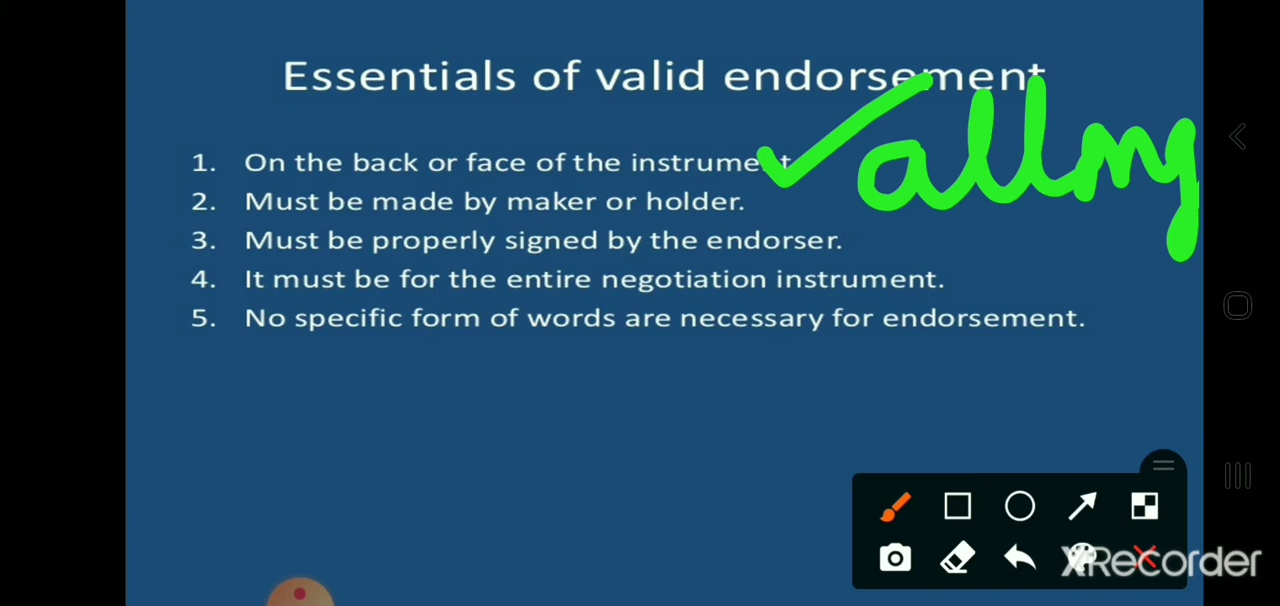 Essentials of valid endorsement
1. On the back or face of the instrument
2. Must be made by maker or holder.
3. Must be properly signed by the endorser.
4. It must be for the entire negotiation instrument.
5. No specific form of words are necessary for endorsement.
XRecorder